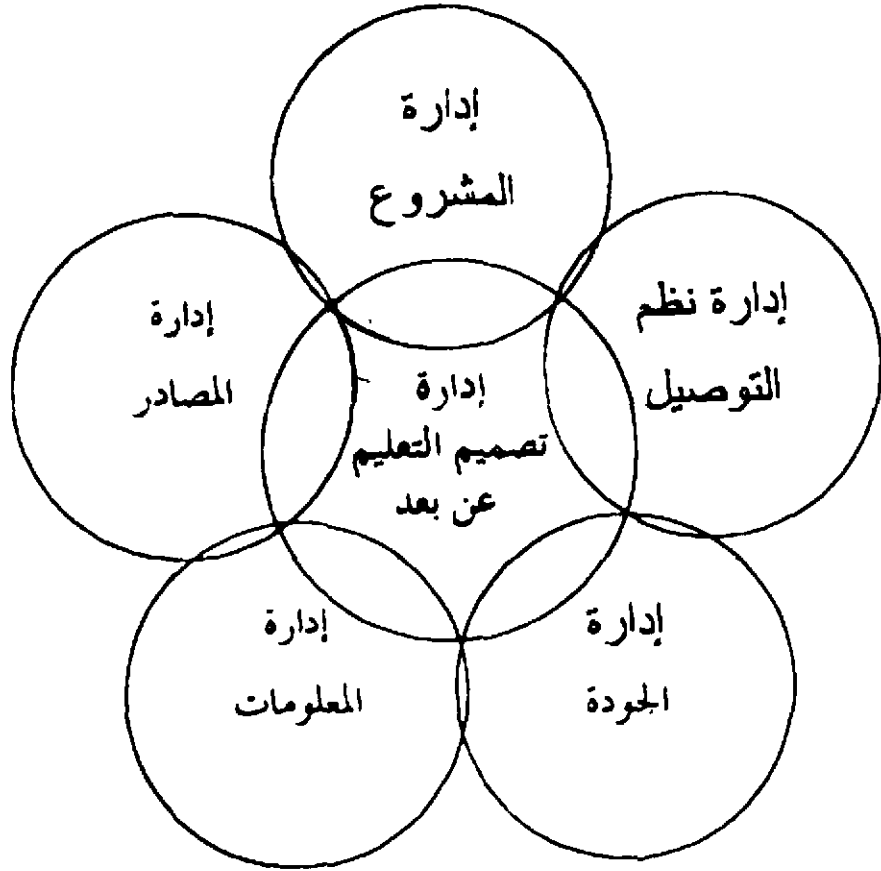 إدارة
المشروع
إدارة نظم
التوصيل
إدارة
المصادر
إدارة
تصميم التعليم
عن بعد
إدارة
الجودة
إدارة
المعلومات